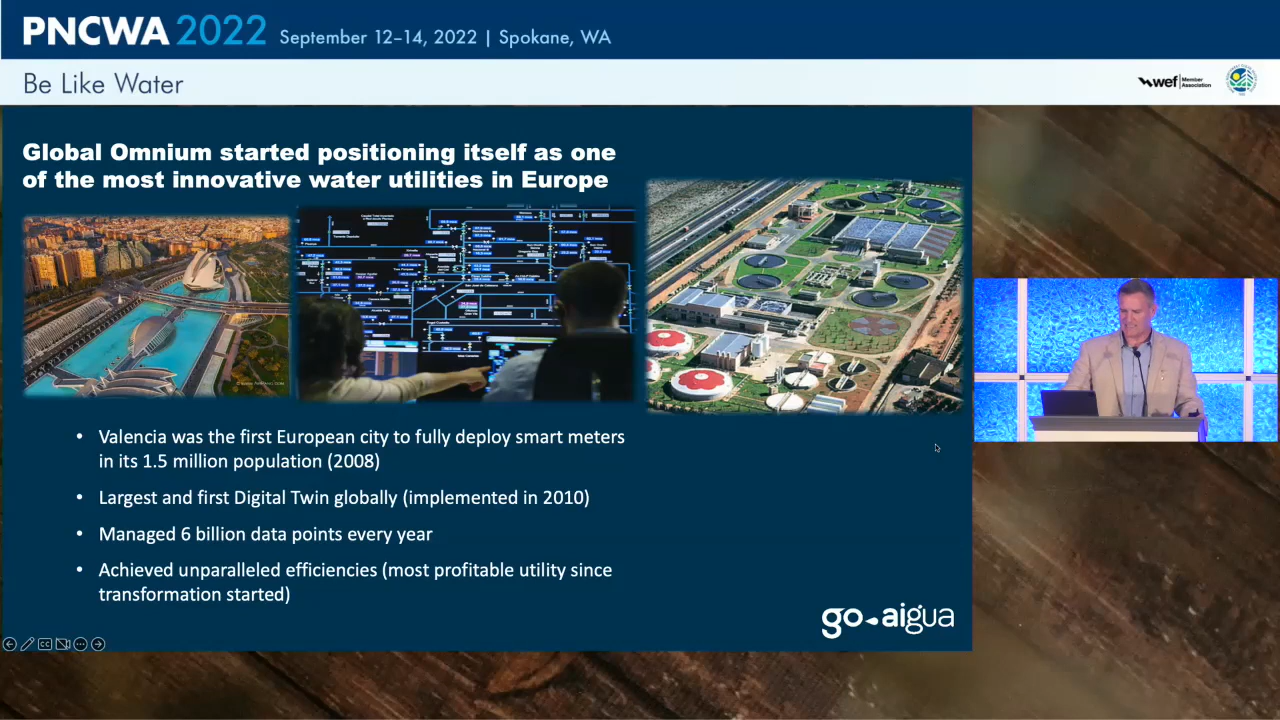 PNCWA 2022 September 12–14, 2022 | Spokane, WA
Be Like Water
wef Member
Association
Global Omnium started positioning itself as one
of the most innovative water utilities in Europe
• Valencia was the first European city to fully deploy smart meters
in its 1.5 million population (2008)
• Largest and first Digital Twin globally (implemented in 2010)
• Managed 6 billion data points every year
• Achieved unparalleled efficiencies (most profitable utility since
transformation started)
go aigua